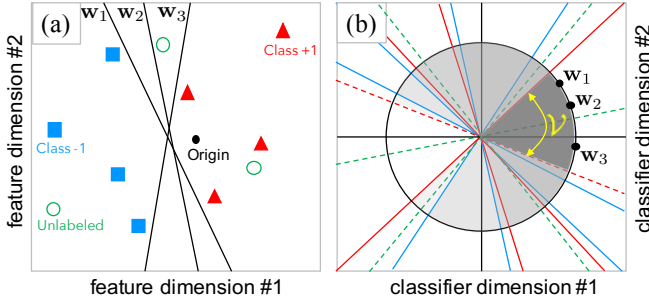 (a)
w₁ w₂ w₃
Class +1
Class -1
Origin
Unlabeled
feature dimension #2
feature dimension #1
(b)
w₁
w₂
𝒱
w₃
classifier dimension #2
classifier dimension #1